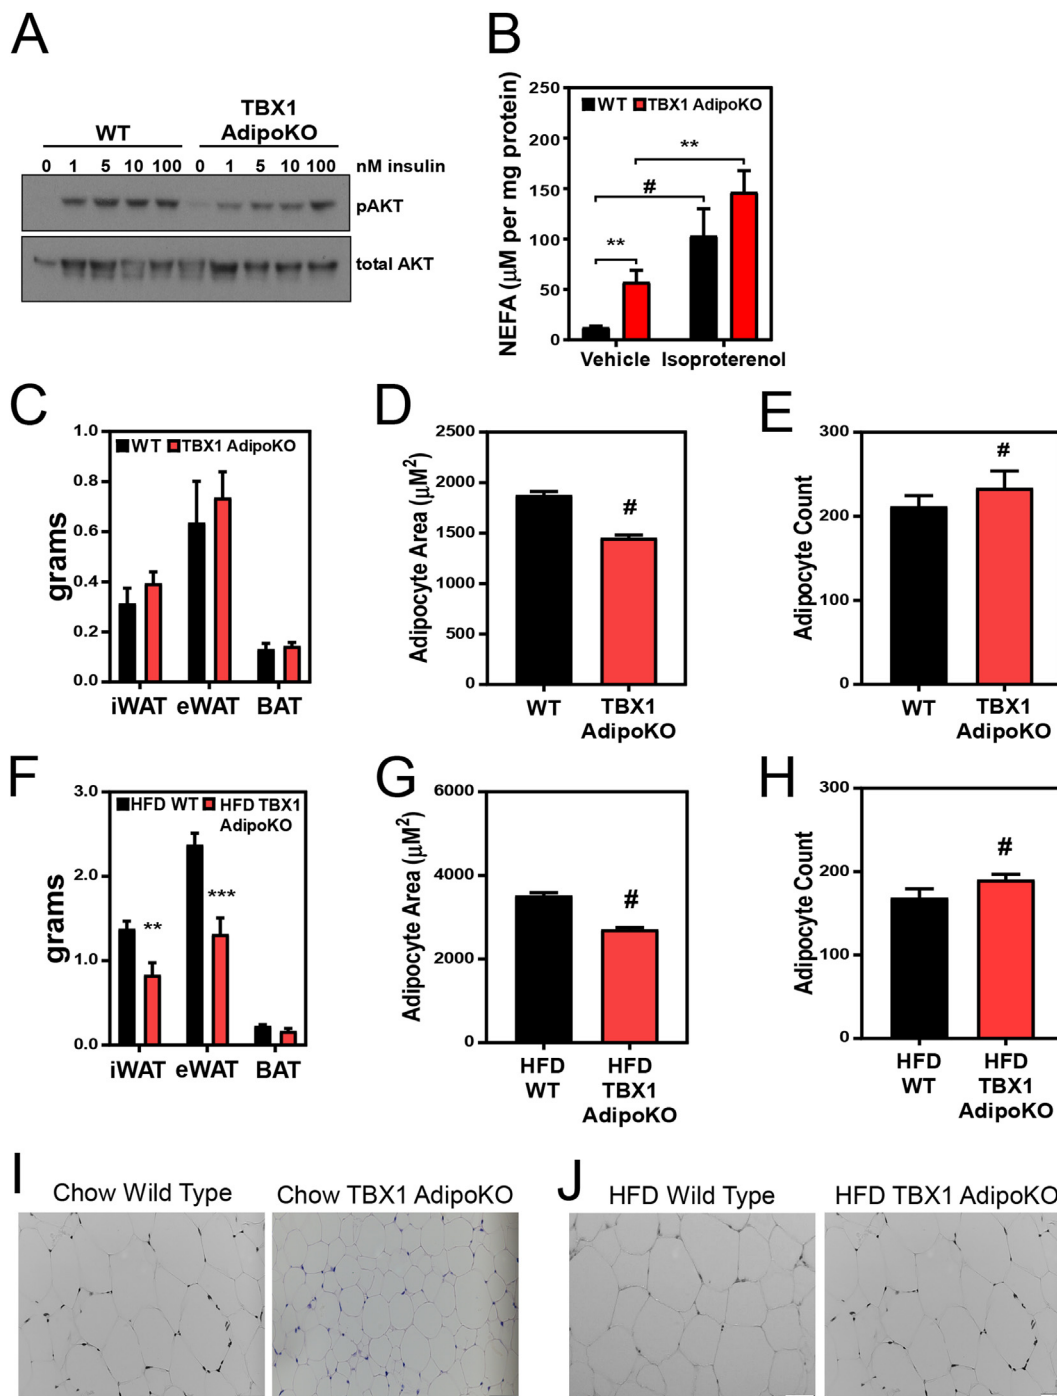 A
WT
TBX1
AdipoKO
0 1 5 10 100 0 1 5 10 100 nM insulin
pAKT
total AKT
B
NEFA (μM per mg protein)
250
200
150
100
50
0
WT TBX1 AdipoKO
**
#
**
Vehicle Isoproterenol
C
grams
1.0
0.8
0.6
0.4
0.2
0.0
WT TBX1 AdipoKO
iWAT eWAT BAT
D
Adipocyte Area (μM²)
2500
2000
1500
1000
500
0
#
WT TBX1
AdipoKO
E
Adipocyte Count
300
200
100
0
#
WT TBX1
AdipoKO
F
grams
3.0
2.0
1.0
0.0
HFD WT HFD TBX1
AdipoKO
**
***
iWAT eWAT BAT
G
Adipocyte Area (μM²)
6000
4000
2000
0
#
HFD HFD
WT TBX1
AdipoKO
H
Adipocyte Count
300
200
100
0
#
HFD HFD
WT TBX1
AdipoKO
I
Chow Wild Type Chow TBX1 AdipoKO
J
HFD Wild Type HFD TBX1 AdipoKO